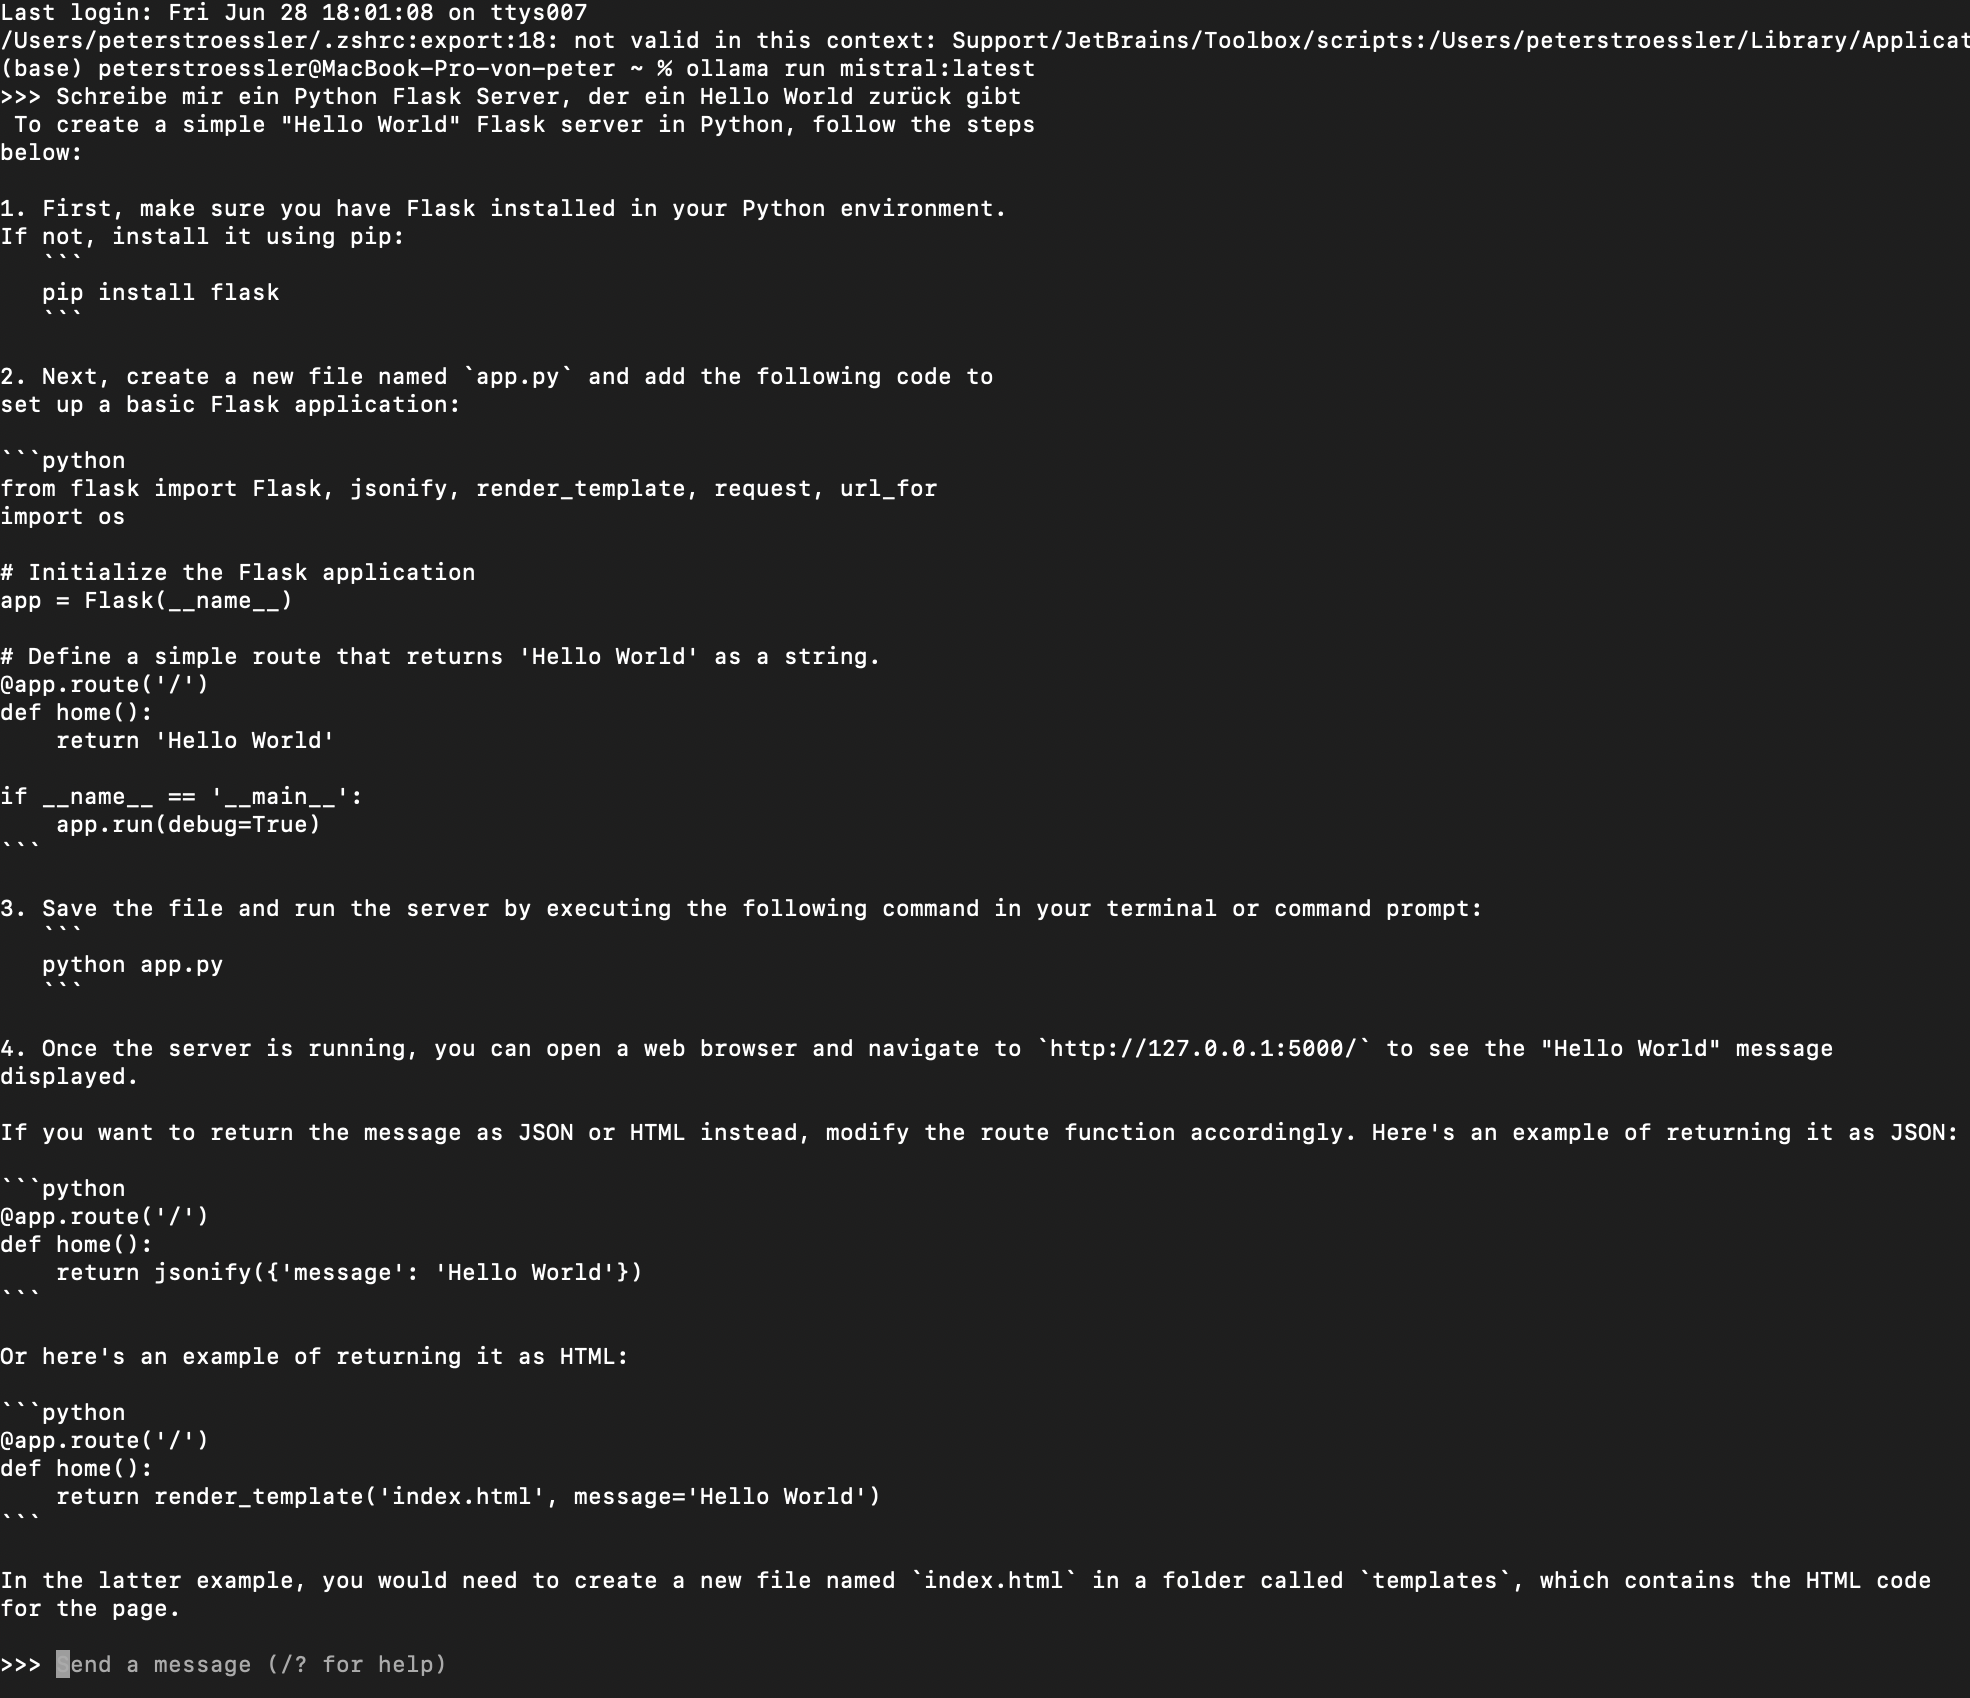 Last login: Fri Jun 28 18:01:08 on ttys007
/Users/peterstroessler/.zshrc:export:18: not valid in this context: Support/JetBrains/Toolbox/scripts:/Users/peterstroessler/Library/Applicat
(base) peterstroessler@MacBook-Pro-von-peter ~ % ollama run mistral:latest
>>> Schreibe mir ein Python Flask Server, der ein Hello World zurück gibt
 To create a simple "Hello World" Flask server in Python, follow the steps
below:

1. First, make sure you have Flask installed in your Python environment.
If not, install it using pip:
   ```
   pip install flask
   ```

2. Next, create a new file named `app.py` and add the following code to
set up a basic Flask application:

```python
from flask import Flask, jsonify, render_template, request, url_for
import os

# Initialize the Flask application
app = Flask(__name__)

# Define a simple route that returns 'Hello World' as a string.
@app.route('/')
def home():
    return 'Hello World'

if __name__ == '__main__':
    app.run(debug=True)
```

3. Save the file and run the server by executing the following command in your terminal or command prompt:
   ```
   python app.py
   ```

4. Once the server is running, you can open a web browser and navigate to `http://127.0.0.1:5000/` to see the "Hello World" message
displayed.

If you want to return the message as JSON or HTML instead, modify the route function accordingly. Here's an example of returning it as JSON:

```python
@app.route('/')
def home():
    return jsonify({'message': 'Hello World'})
```

Or here's an example of returning it as HTML:

```python
@app.route('/')
def home():
    return render_template('index.html', message='Hello World')
```

In the latter example, you would need to create a new file named `index.html` in a folder called `templates`, which contains the HTML code
for the page.

>>> Send a message (/? for help)